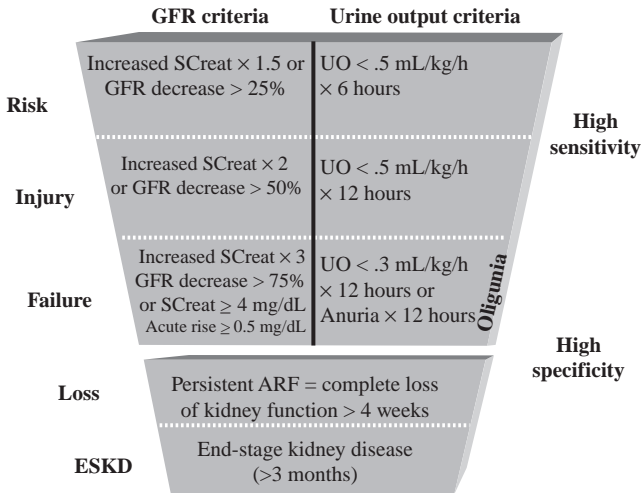 GFR criteria
Urine output criteria
Risk
Increased SCreat × 1.5 or
GFR decrease > 25%
UO < .5 mL/kg/h
× 6 hours
High
sensitivity
Injury
Increased SCreat × 2
or GFR decrease > 50%
UO < .5 mL/kg/h
× 12 hours
Failure
Increased SCreat × 3
GFR decrease > 75%
or SCreat ≥ 4 mg/dL
Acute rise ≥ 0.5 mg/dL
UO < .3 mL/kg/h
× 12 hours or
Anuria × 12 hours
Oligunia
High
specificity
Loss
Persistent ARF = complete loss
of kidney function > 4 weeks
ESKD
End-stage kidney disease
(>3 months)